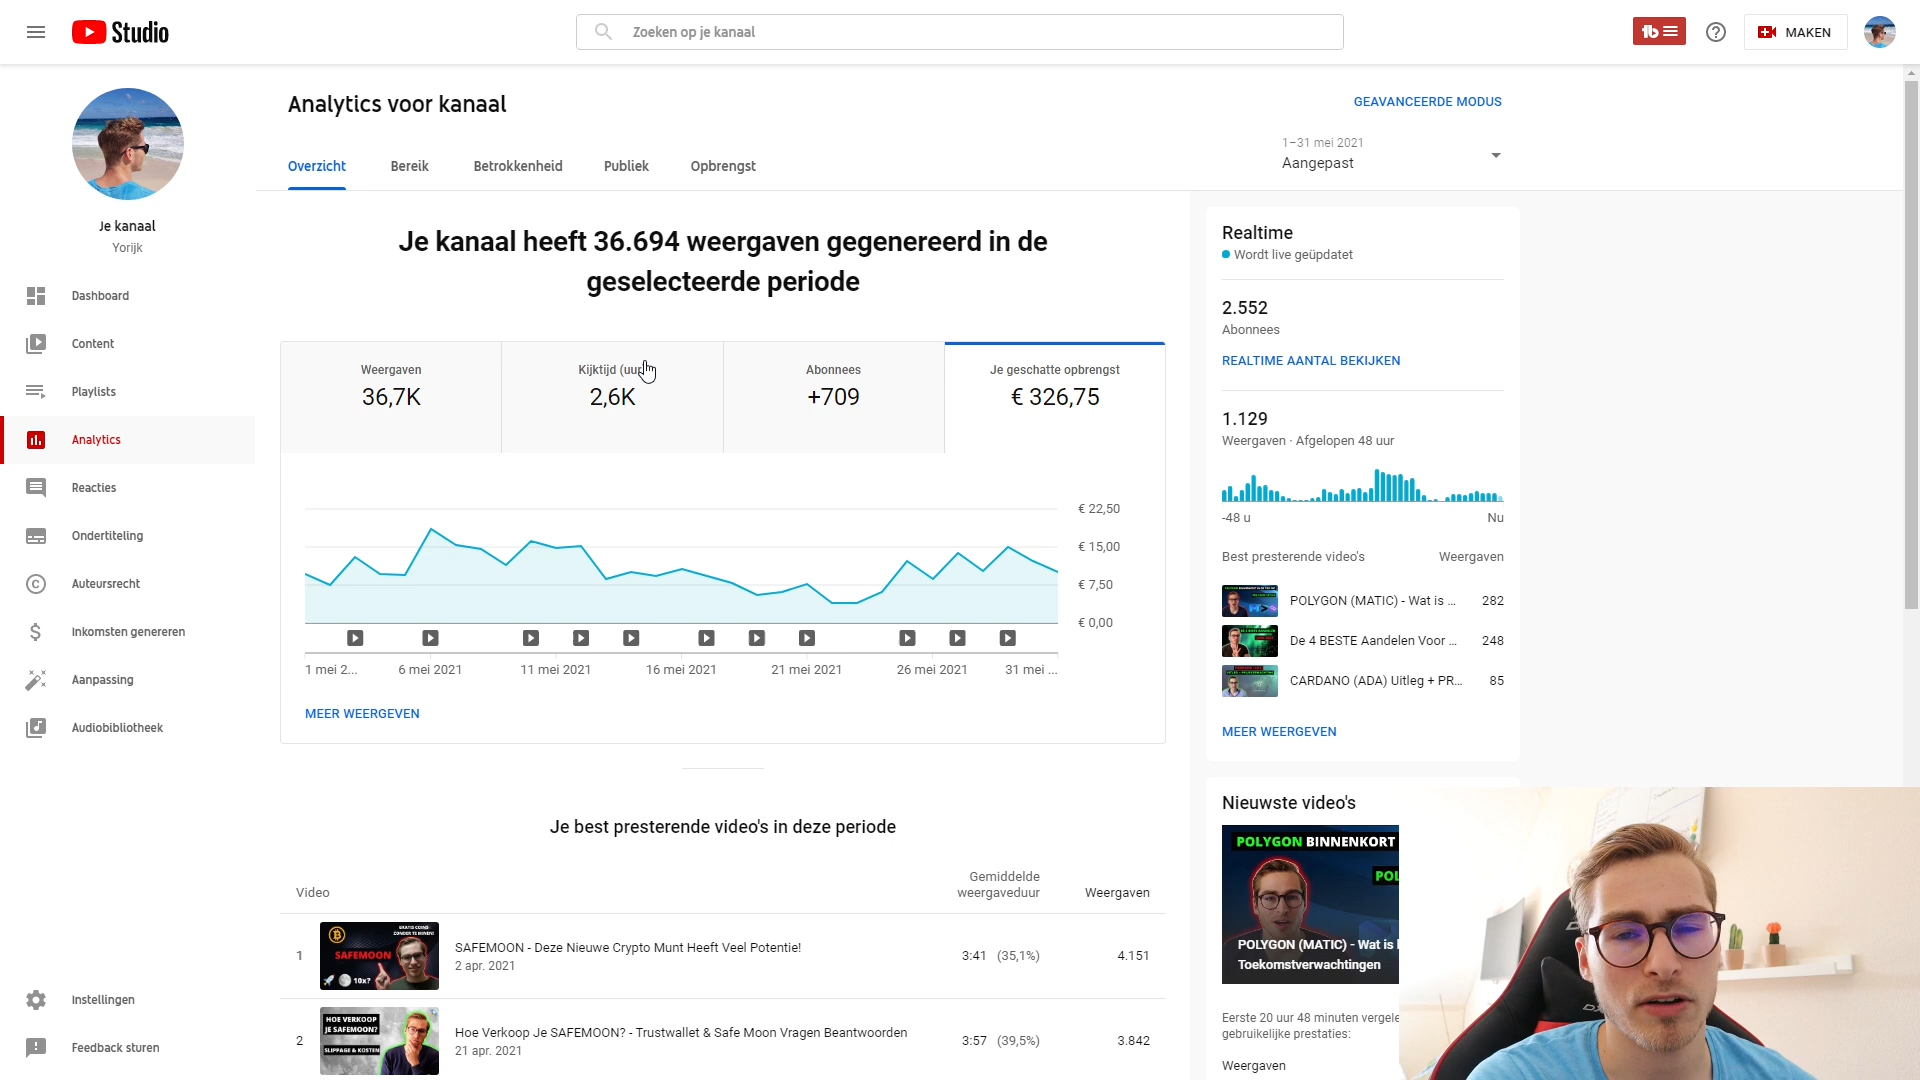 Studio
Zoeken op je kanaal
MAKEN
Je kanaal
Yorijk
Dashboard
Content
Playlists
Analytics
Reacties
Ondertiteling
Auteursrecht
Inkomsten genereren
Aanpassing
Audiobibliotheek
Instellingen
Feedback sturen
Analytics voor kanaal
GEAVANCEERDE MODUS
1–31 mei 2021
Aangepast
Overzicht
Bereik
Betrokkenheid
Publiek
Opbrengst
Je kanaal heeft 36.694 weergaven gegenereerd in de
geselecteerde periode
Weergaven
36,7K
Kijktijd (uur
2,6K
Abonnees
+709
Je geschatte opbrengst
€ 326,75
€ 22,50
€ 15,00
€ 7,50
€ 0,00
1 mei 2...
6 mei 2021
11 mei 2021
16 mei 2021
21 mei 2021
26 mei 2021
31 mei ...
MEER WEERGEVEN
Je best presterende video's in deze periode
Video
Gemiddelde
weergaveduur
Weergaven
1
SAFEMOON
10x?
SAFEMOON - Deze Nieuwe Crypto Munt Heeft Veel Potentie!
2 apr. 2021
3:41 (35,1%)
4.151
2
HOE VERKOOP
JE SAFEMOON?
SLIPPAGE & KOSTEN
Hoe Verkoop Je SAFEMOON? - Trustwallet & Safe Moon Vragen Beantwoorden
21 apr. 2021
3:57 (39,5%)
3.842
Realtime
Wordt live geüpdatet
2.552
Abonnees
REALTIME AANTAL BEKIJKEN
1.129
Weergaven · Afgelopen 48 uur
-48 u
Nu
Best presterende video's
Weergaven
POLYGON (MATIC) - Wat is ...
282
De 4 BESTE Aandelen Voor ...
248
CARDANO (ADA) Uitleg + PR...
85
MEER WEERGEVEN
Nieuwste video's
POLYGON BINNENKORT
POL
POLYGON (MATIC) - Wat is
Toekomstverwachtingen
Eerste 20 uur 48 minuten vergele
gebruikelijke prestaties:
Weergaven